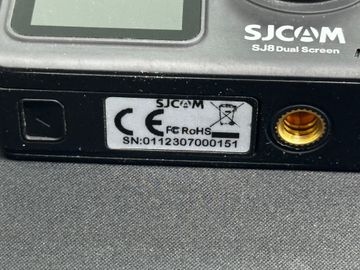 SJCAM
SJ8 Dual Screen
SJCAM
CE FC RoHS
SN:0112307000151